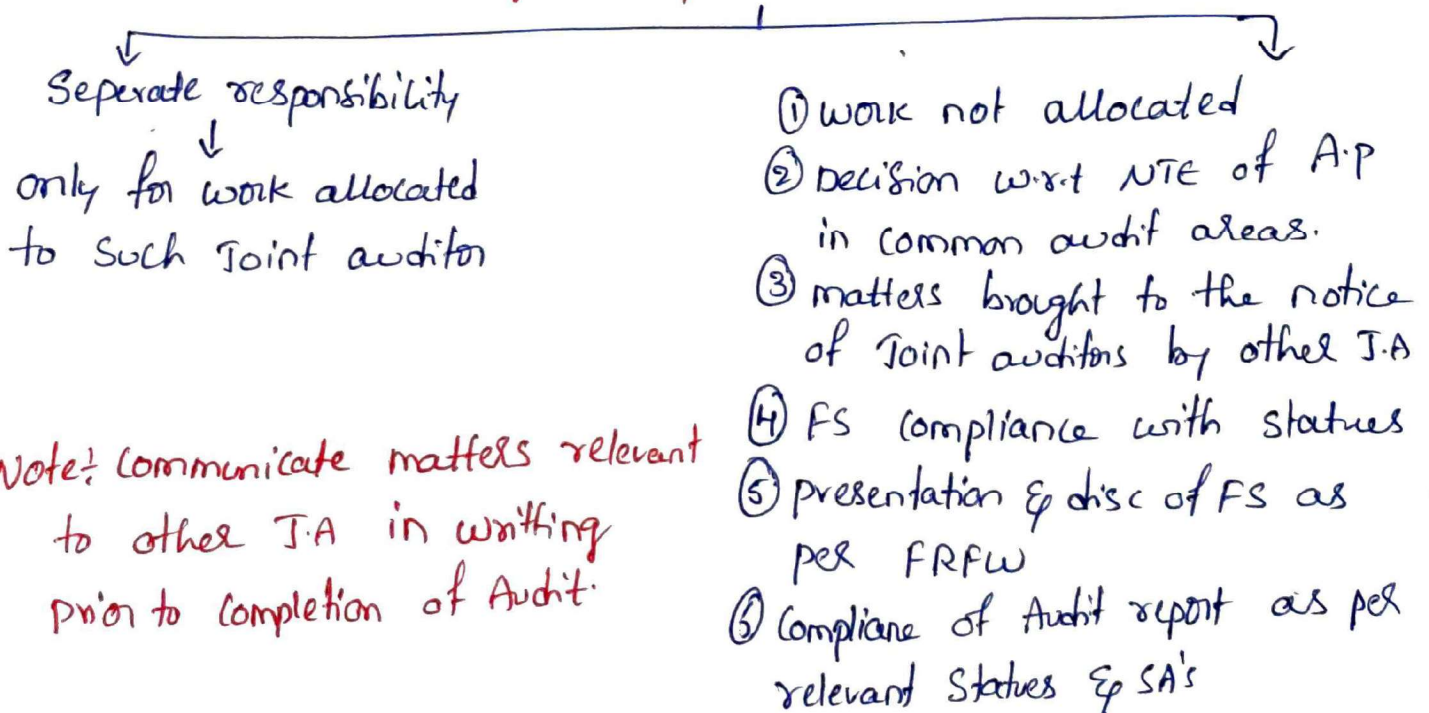 Seperate responsibility
only for work allocated
to such Joint auditor
① work not allocated
② Decision w.r.t NTE of A.P
in common audit areas.
③ matters brought to the notice
of Joint auditors by other J.A
④ FS compliance with statues
⑤ presentation & disc of FS as
per FRFW
⑥ Compliane of Audit report as per
relevant Statues & SA's
Note: Communicate matters relevant
to other J.A in writting
prior to completion of Audit.